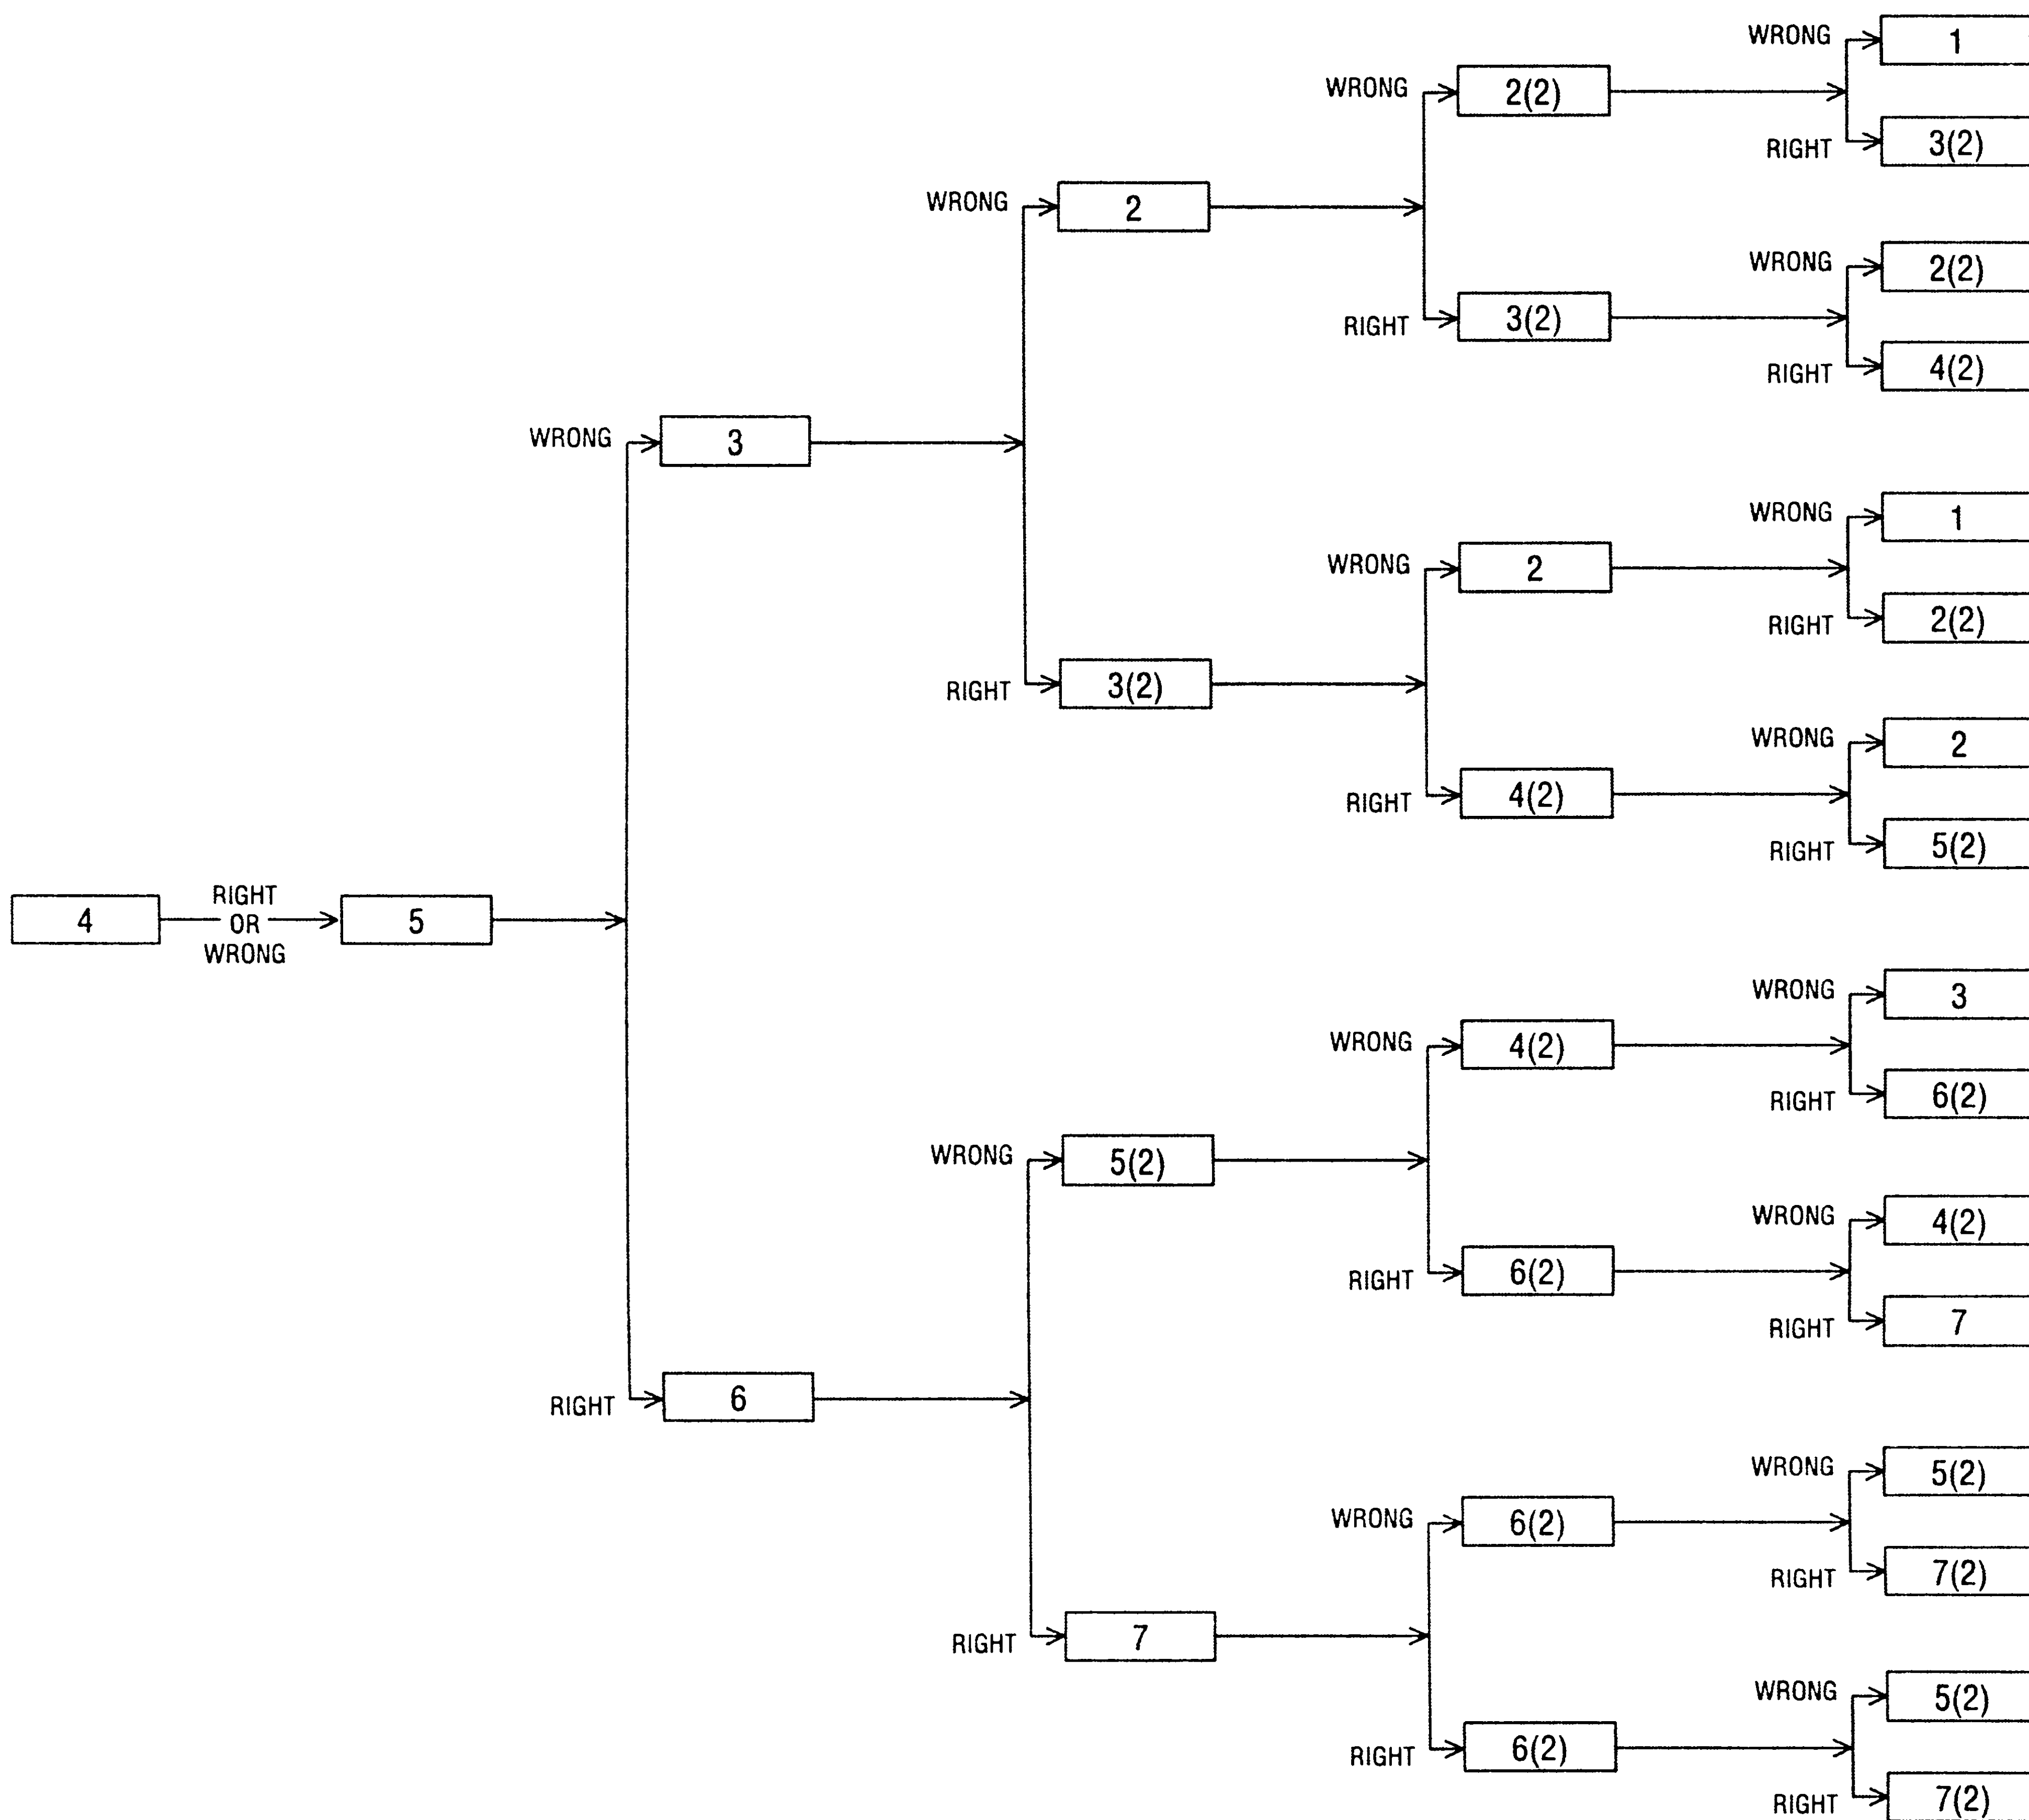 WRONG
1
WRONG
2(2)
RIGHT
3(2)
WRONG
2
WRONG
2(2)
RIGHT
3(2)
RIGHT
4(2)
WRONG
3
WRONG
1
WRONG
2
RIGHT
2(2)
RIGHT
3(2)
WRONG
2
RIGHT
4(2)
RIGHT
5(2)
4
RIGHT
OR
WRONG
5
WRONG
3
WRONG
4(2)
RIGHT
6(2)
WRONG
5(2)
WRONG
4(2)
RIGHT
6(2)
RIGHT
7
RIGHT
6
WRONG
5(2)
WRONG
6(2)
RIGHT
7(2)
RIGHT
7
WRONG
5(2)
RIGHT
6(2)
RIGHT
7(2)